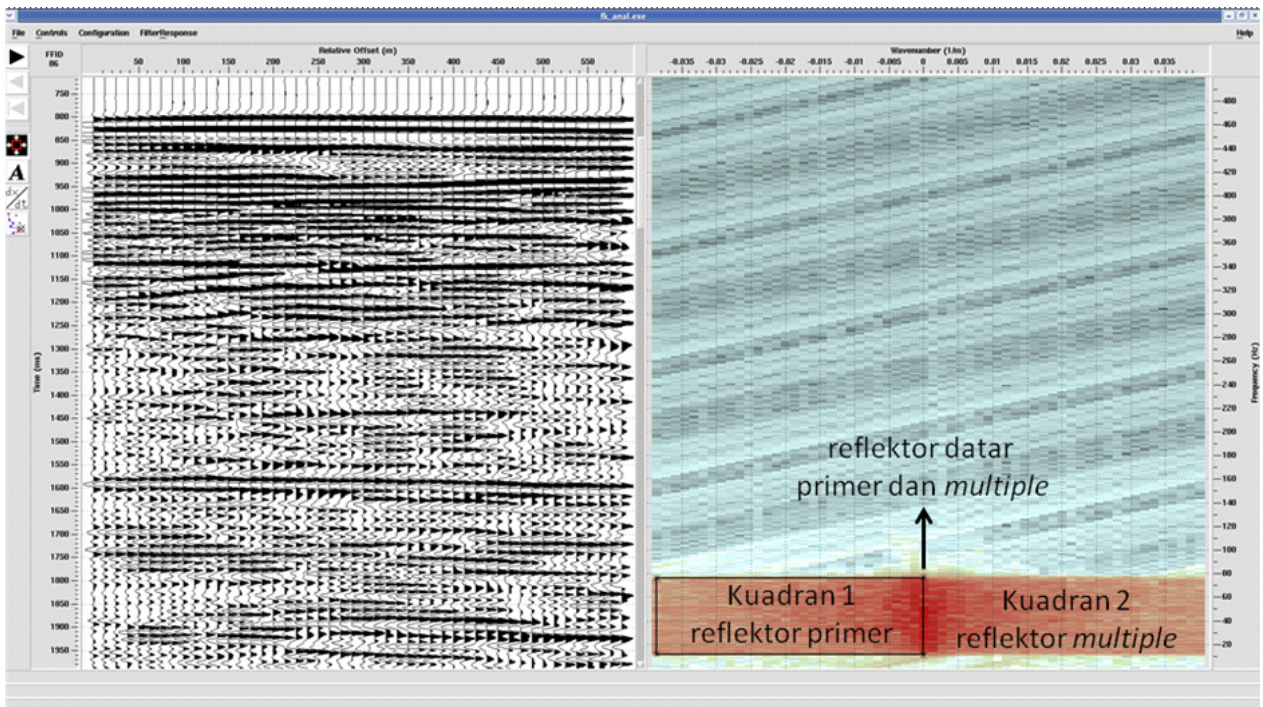 fk_anal.exe
File Controls Configuration FilterResponse Help
FFID
86
Relative Offset (m)
50 100 150 200 250 300 350 400 450 500 550
Wavenumber (1/m)
-0.035 -0.03 -0.025 -0.02 -0.015 -0.01 -0.005 0 0.005 0.01 0.015 0.02 0.025 0.03 0.035
Time (ms)
750
800
850
900
950
1000
1050
1100
1150
1200
1250
1300
1350
1400
1450
1500
1550
1600
1650
1700
1750
1800
1850
1900
1950
A
dx/dt
reflektor datar
primer dan multiple
Kuadran 1
reflektor primer
Kuadran 2
reflektor multiple
480
460
440
420
400
380
360
340
320
300
280
260
240
220
200
180
160
140
120
100
80
60
40
20
Frequency (Hz)